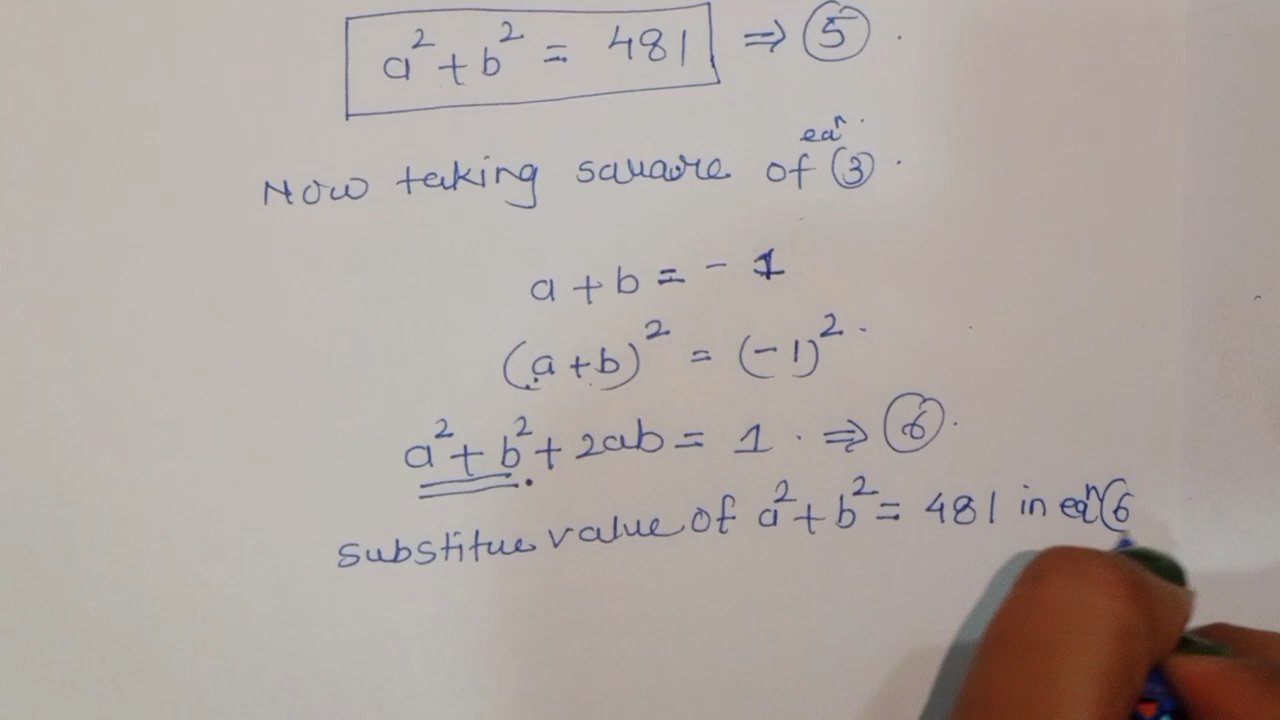 a² + b² = 481 ⇒ ⑤.
Now taking square of eqⁿ. ③.
a + b = - 1
(a + b)² = (-1)².
a² + b² + 2ab = 1. ⇒ ⑥.
substitue value of a² + b² = 481 in eqⁿ 6